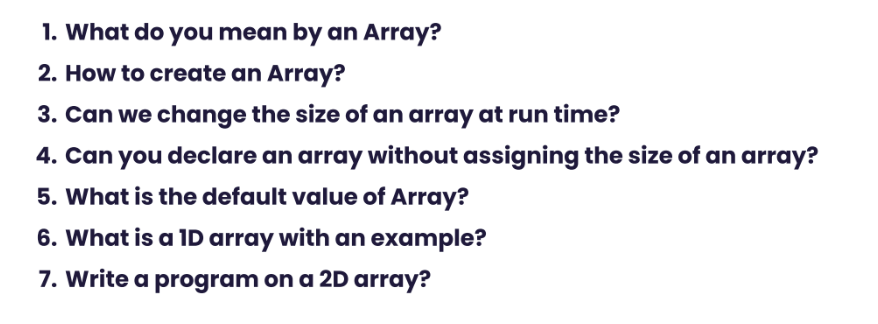 1. What do you mean by an Array?
2. How to create an Array?
3. Can we change the size of an array at run time?
4. Can you declare an array without assigning the size of an array?
5. What is the default value of Array?
6. What is a 1D array with an example?
7. Write a program on a 2D array?